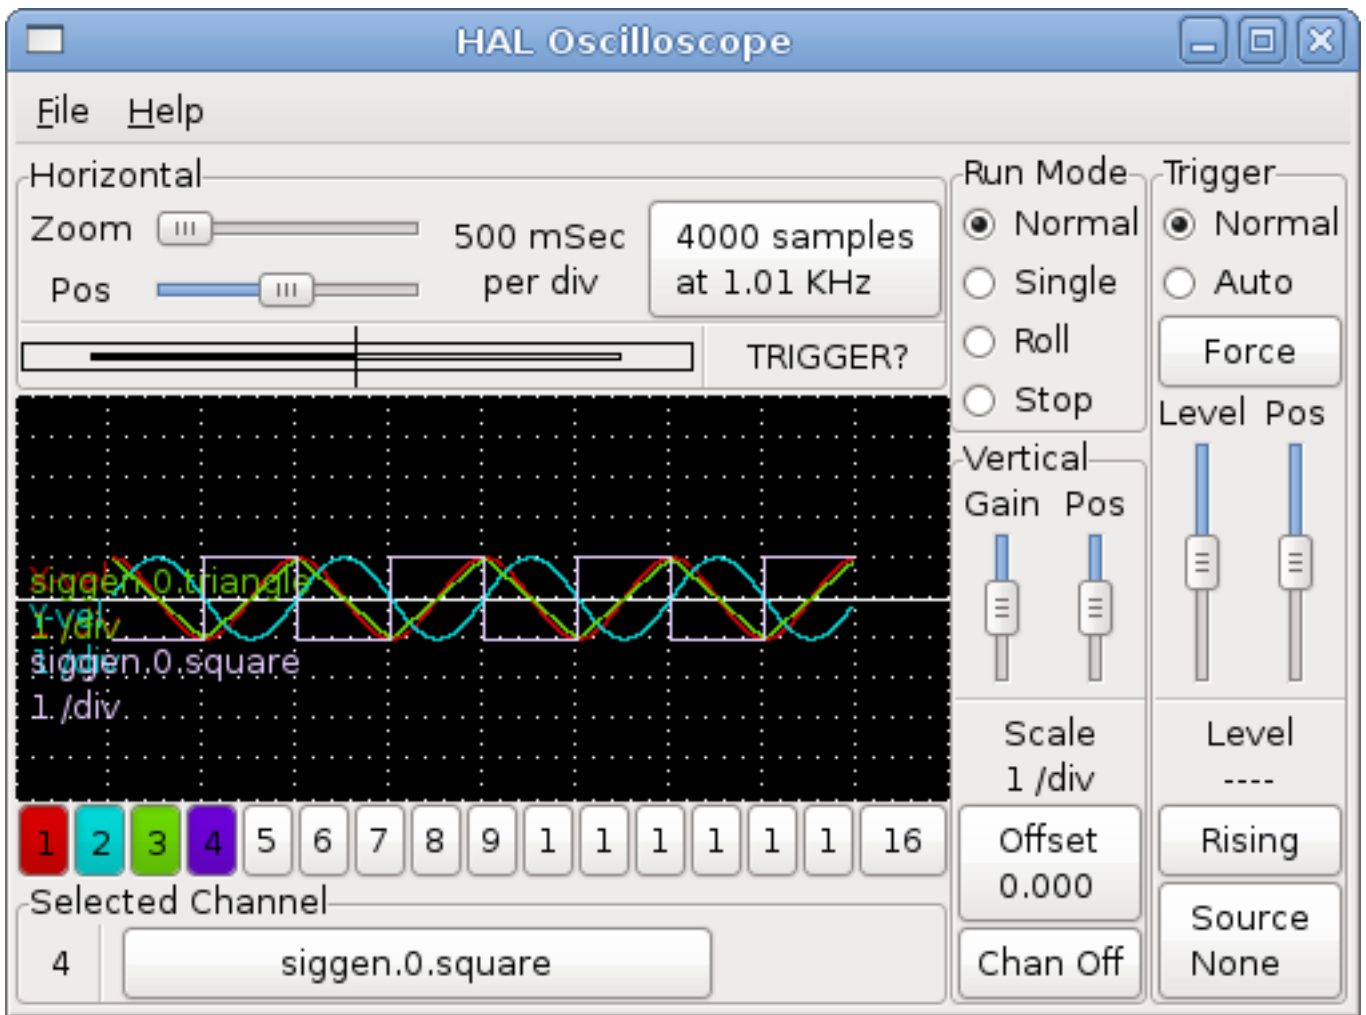 HAL Oscilloscope
File Help
Horizontal
Zoom
Pos
500 mSec
per div
4000 samples
at 1.01 KHz
TRIGGER?
Run Mode
Normal
Single
Roll
Stop
Trigger
Normal
Auto
Force
Level Pos
Vertical
Gain Pos
siggen.0.triangle
Y-vel
1 /div
siggen.0.square
1 /div
Scale
1 /div
Level
----
1 2 3 4 5 6 7 8 9 1 1 1 1 1 1 16
Offset
0.000
Chan Off
Rising
Source
None
Selected Channel
4
siggen.0.square